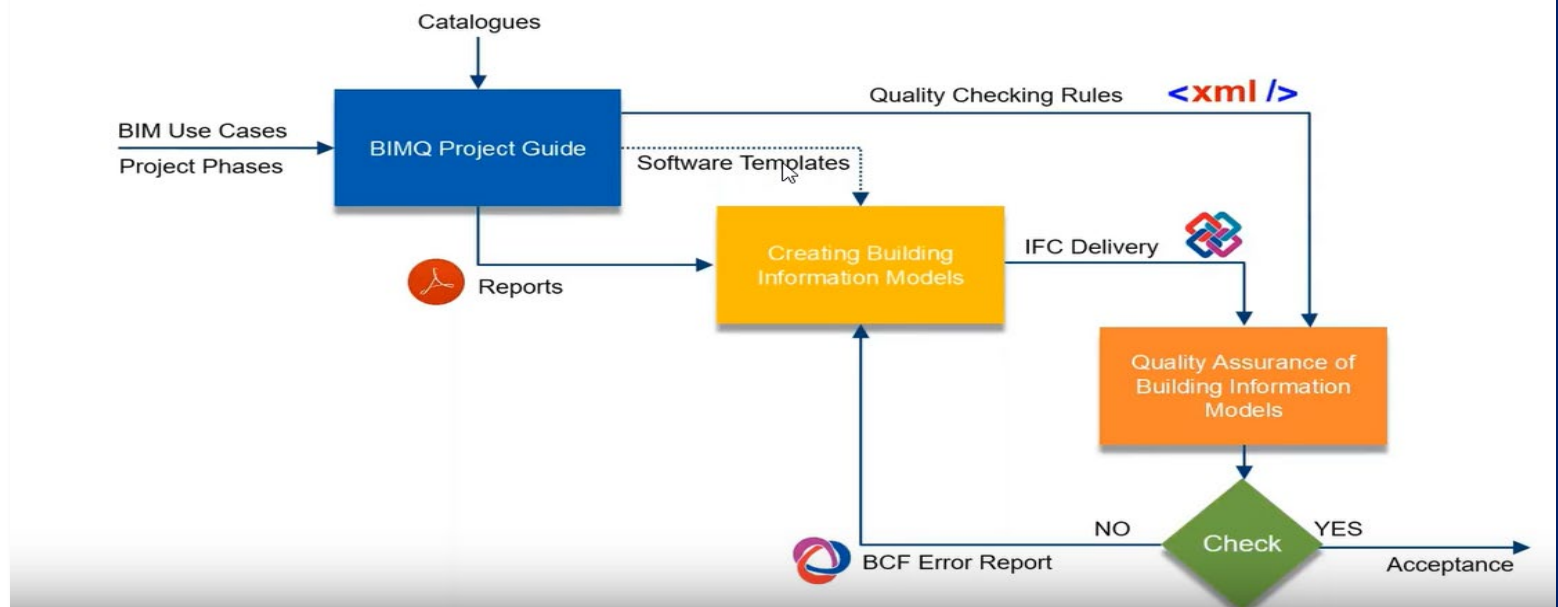 Catalogues
Quality Checking Rules
<xml />
BIM Use Cases
Project Phases
BIMQ Project Guide
Software Templates
Creating Building
Information Models
IFC Delivery
Reports
Quality Assurance of
Building Information
Models
NO
Check
YES
BCF Error Report
Acceptance